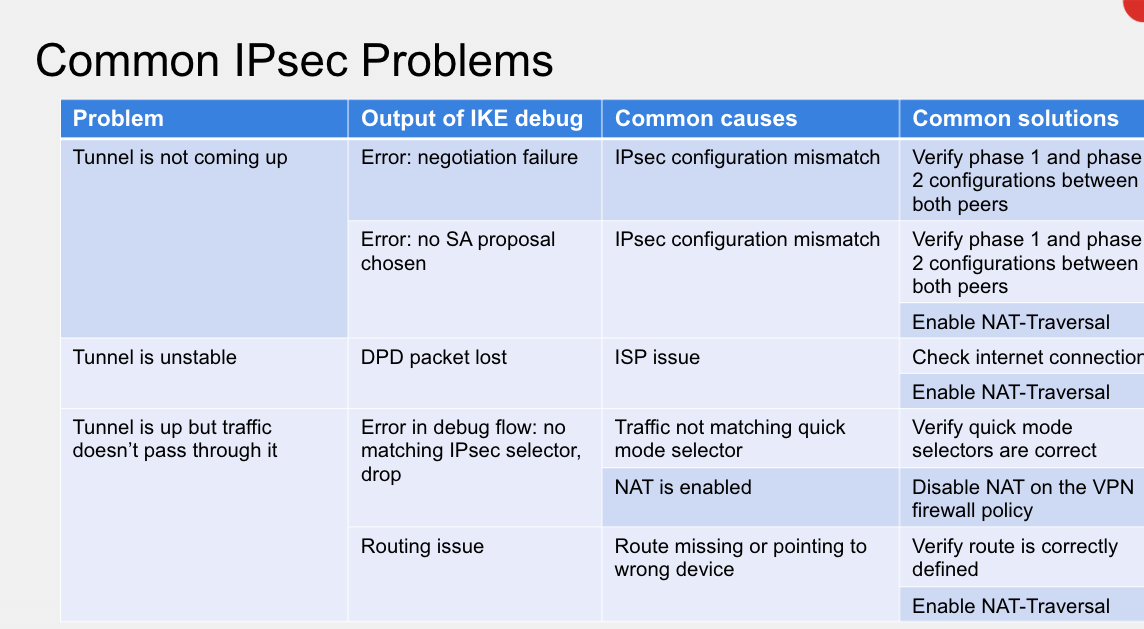 Common IPsec Problems
Problem
Output of IKE debug
Common causes
Common solutions
Tunnel is not coming up
Error: negotiation failure
IPsec configuration mismatch
Verify phase 1 and phase
2 configurations between
both peers
Error: no SA proposal
chosen
IPsec configuration mismatch
Verify phase 1 and phase
2 configurations between
both peers
Enable NAT-Traversal
Tunnel is unstable
DPD packet lost
ISP issue
Check internet connection
Enable NAT-Traversal
Tunnel is up but traffic
doesn’t pass through it
Error in debug flow: no
matching IPsec selector,
drop
Traffic not matching quick
mode selector
Verify quick mode
selectors are correct
NAT is enabled
Disable NAT on the VPN
firewall policy
Routing issue
Route missing or pointing to
wrong device
Verify route is correctly
defined
Enable NAT-Traversal